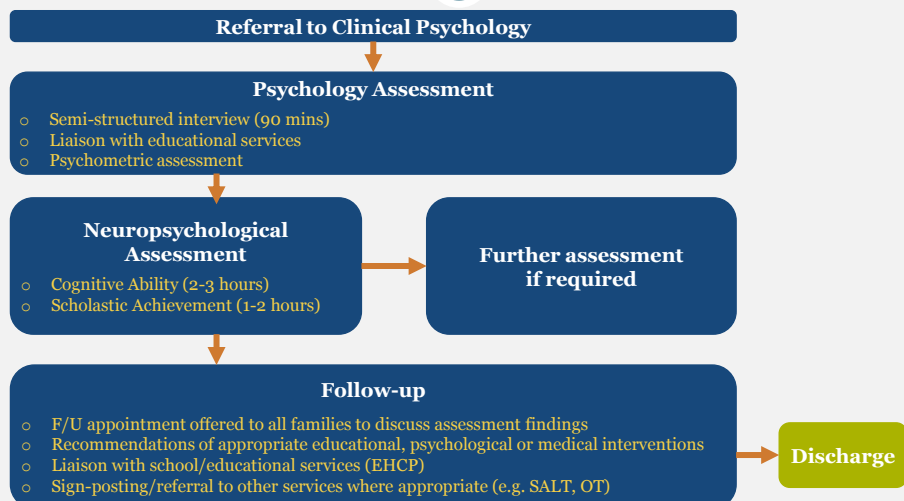 Referral to Clinical Psychology
Psychology Assessment
o Semi-structured interview (90 mins)
o Liaison with educational services
o Psychometric assessment
Neuropsychological
Assessment
o Cognitive Ability (2-3 hours)
o Scholastic Achievement (1-2 hours)
Further assessment
if required
Follow-up
o F/U appointment offered to all families to discuss assessment findings
o Recommendations of appropriate educational, psychological or medical interventions
o Liaison with school/educational services (EHCP)
o Sign-posting/referral to other services where appropriate (e.g. SALT, OT)
Discharge